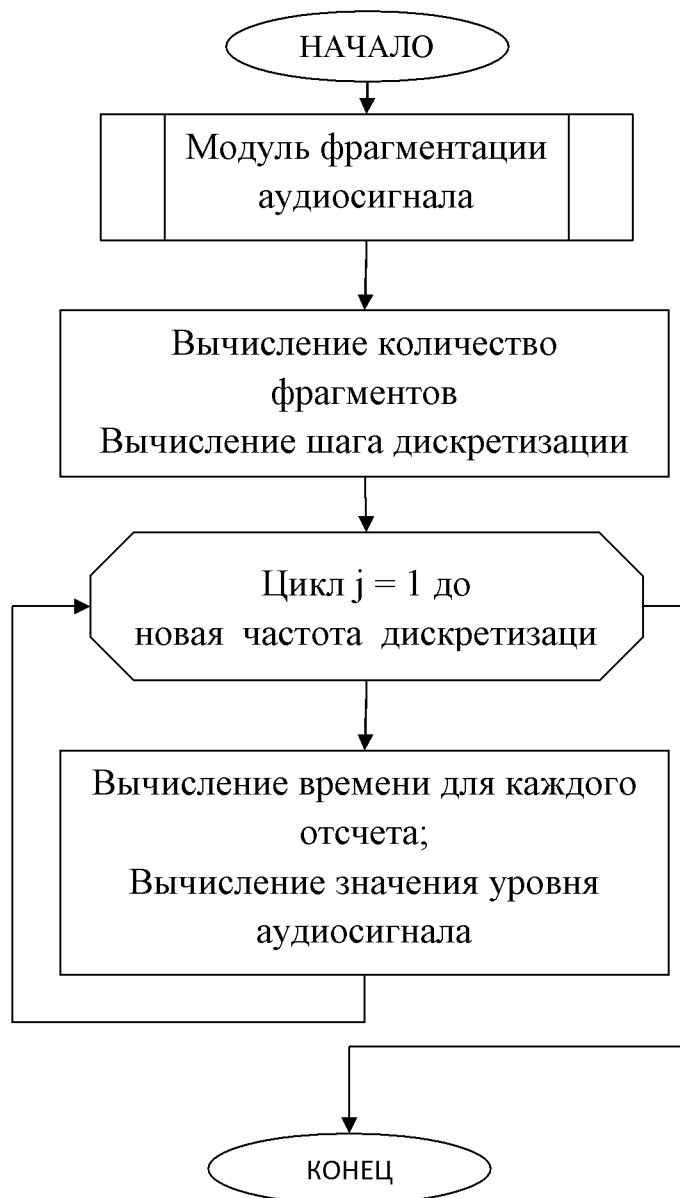 НАЧАЛО
Модуль фрагментации
аудиосигнала
Вычисление количество
фрагментов
Вычисление шага дискретизации
Цикл j = 1 до
новая частота дискретизаци
Вычисление времени для каждого
отсчета;
Вычисление значения уровня
аудиосигнала
КОНЕЦ